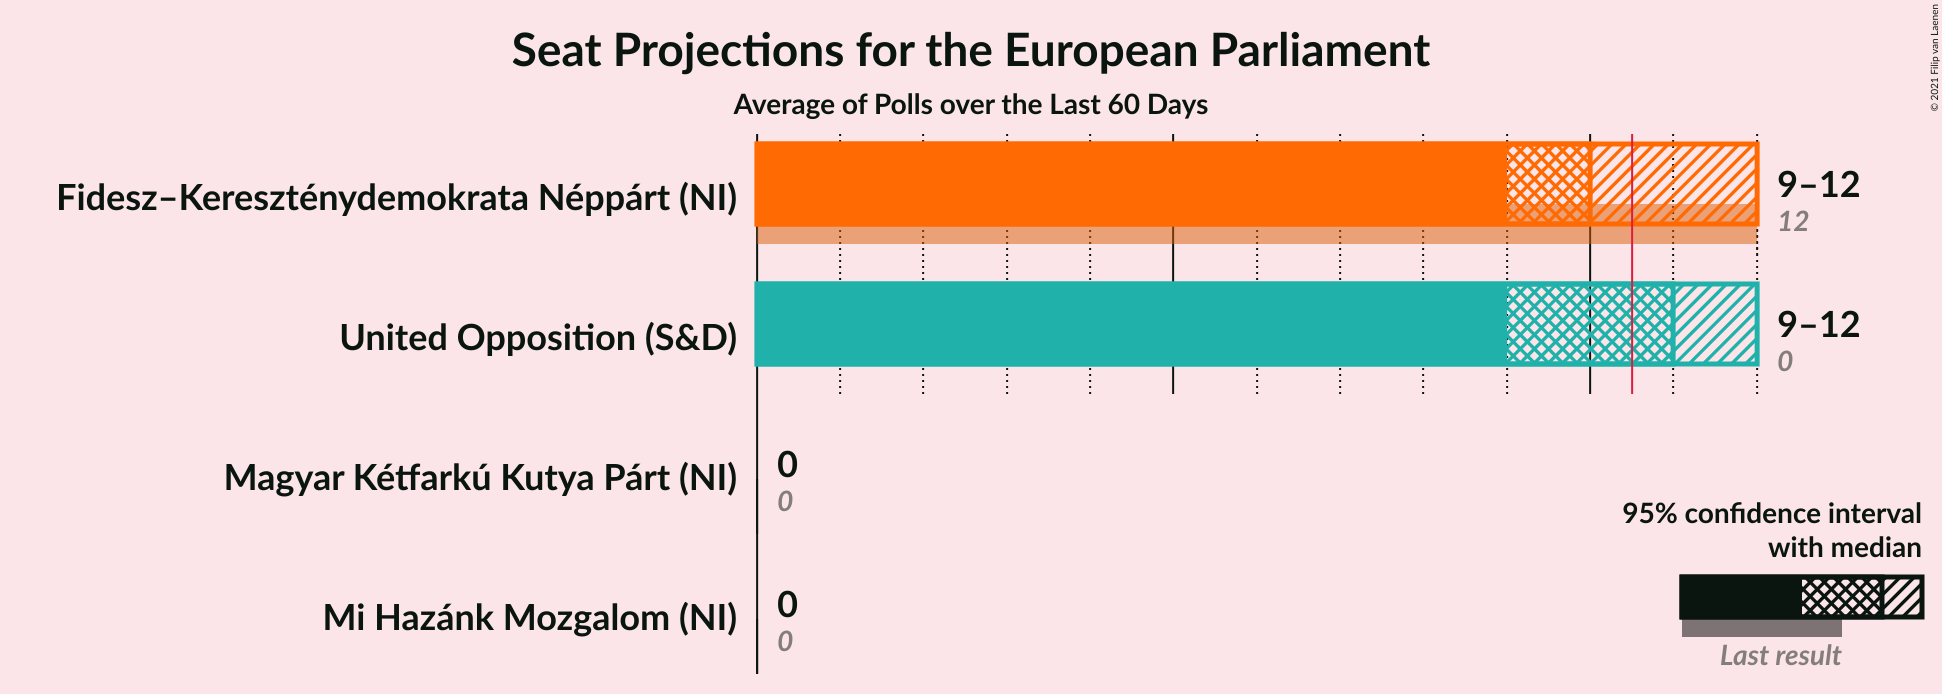 Seat Projections for the European Parliament
Average of Polls over the Last 60 Days
© 2021 Filip van Laenen
Fidesz–Kereszténydemokrata Néppárt (NI)
9–12
12
United Opposition (S&D)
9–12
0
Magyar Kétfarkú Kutya Párt (NI)
0
0
Mi Hazánk Mozgalom (NI)
0
0
95% confidence interval
with median
Last result